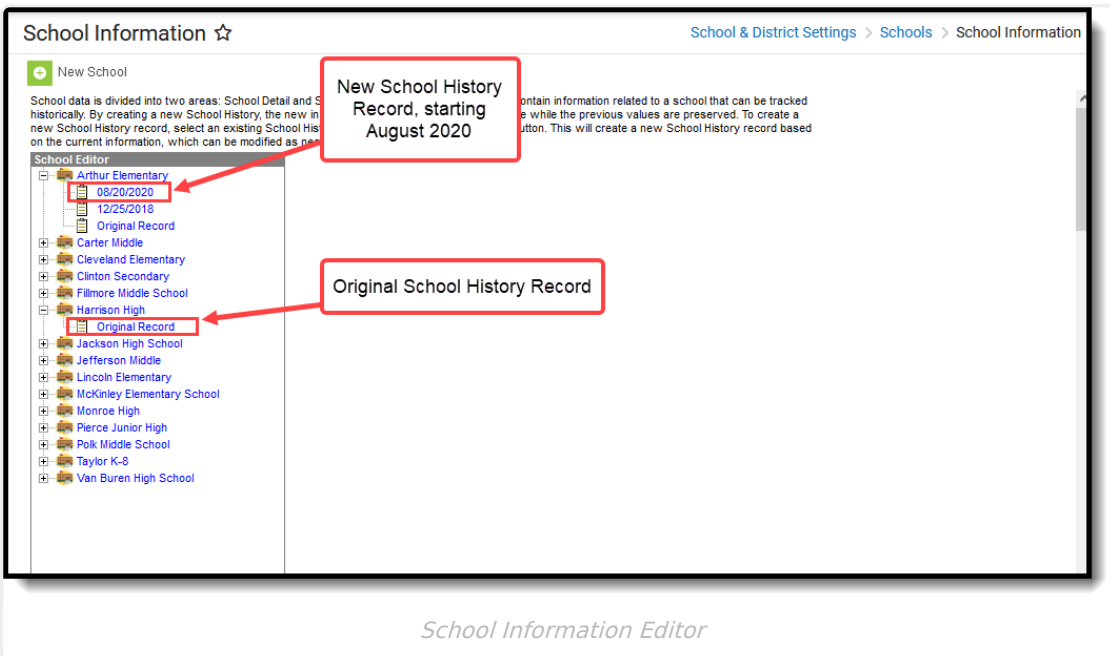 School Information
School & District Settings > Schools > School Information
New School
New School History
Record, starting
August 2020
School data is divided into two areas: School Detail and S
ontain information related to a school that can be tracked
historically. By creating a new School History, the new in
e while the previous values are preserved. To create a
new School History record, select an existing School His
utton. This will create a new School History record based
on the current information, which can be modified as
School Editor
Arthur Elementary
08/20/2020
12/25/2018
Original Record
Carter Middle
Cleveland Elementary
Clinton Secondary
Fillmore Middle School
Original School History Record
Harrison High
Original Record
Jackson High School
Jefferson Middle
Lincoln Elementary
McKinley Elementary School
Monroe High
Pierce Junior High
Polk Middle School
Taylor K-8
Van Buren High School
School Information Editor